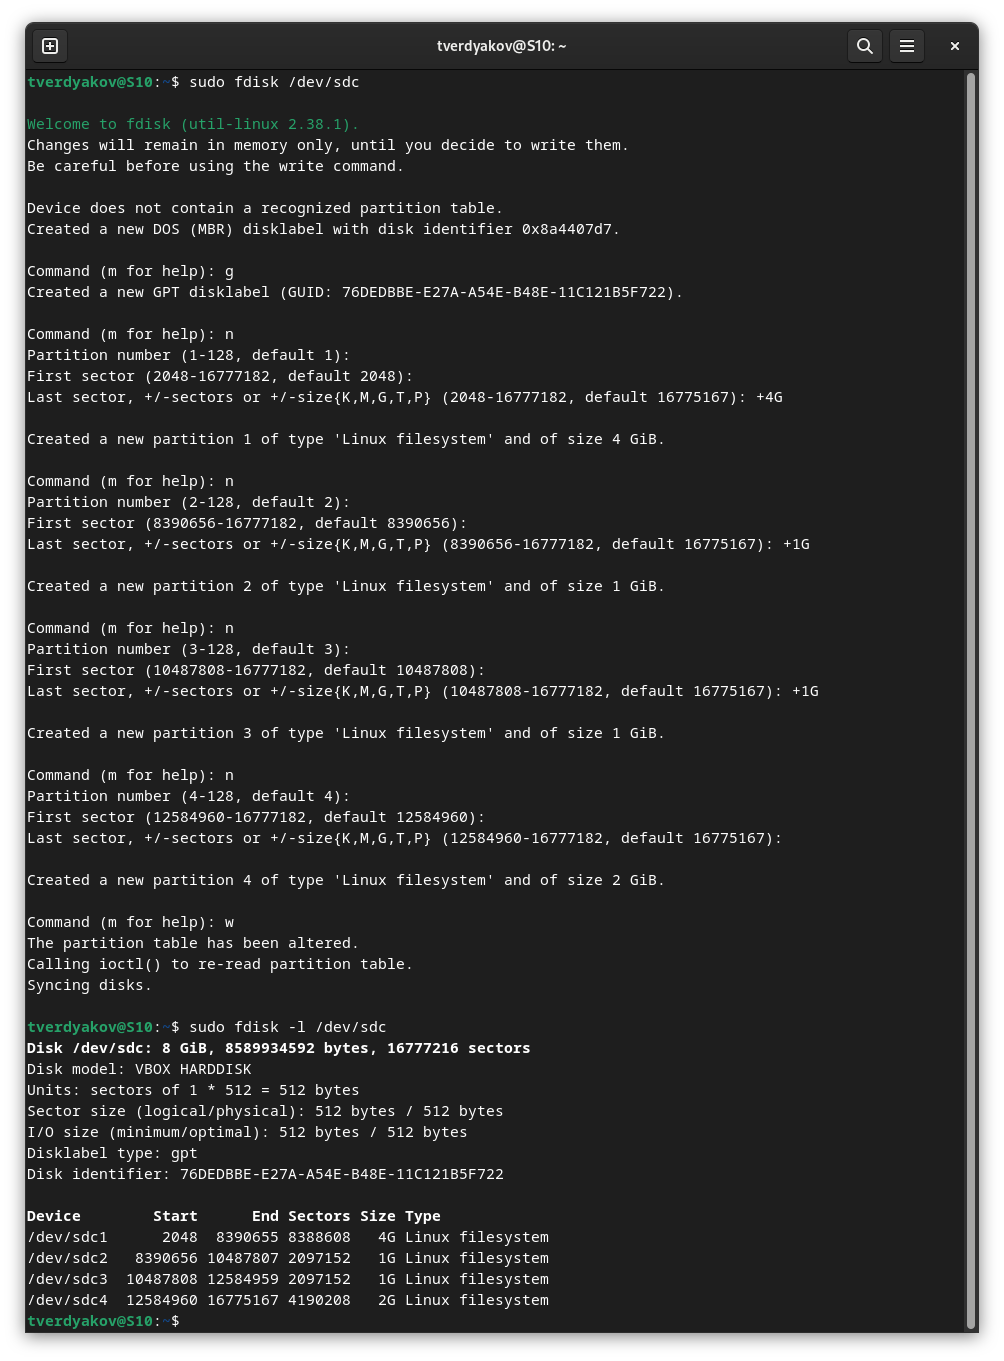 tverdyakov@S10: ~
tverdyakov@S10:~$ sudo fdisk /dev/sdc
Welcome to fdisk (util-linux 2.38.1).
Changes will remain in memory only, until you decide to write them.
Be careful before using the write command.
Device does not contain a recognized partition table.
Created a new DOS (MBR) disklabel with disk identifier 0x8a4407d7.
Command (m for help): g
Created a new GPT disklabel (GUID: 76DEDBBE-E27A-A54E-B48E-11C121B5F722).
Command (m for help): n
Partition number (1-128, default 1):
First sector (2048-16777182, default 2048):
Last sector, +/-sectors or +/-size{K,M,G,T,P} (2048-16777182, default 16775167): +4G
Created a new partition 1 of type 'Linux filesystem' and of size 4 GiB.
Command (m for help): n
Partition number (2-128, default 2):
First sector (8390656-16777182, default 8390656):
Last sector, +/-sectors or +/-size{K,M,G,T,P} (8390656-16777182, default 16775167): +1G
Created a new partition 2 of type 'Linux filesystem' and of size 1 GiB.
Command (m for help): n
Partition number (3-128, default 3):
First sector (10487808-16777182, default 10487808):
Last sector, +/-sectors or +/-size{K,M,G,T,P} (10487808-16777182, default 16775167): +1G
Created a new partition 3 of type 'Linux filesystem' and of size 1 GiB.
Command (m for help): n
Partition number (4-128, default 4):
First sector (12584960-16777182, default 12584960):
Last sector, +/-sectors or +/-size{K,M,G,T,P} (12584960-16777182, default 16775167):
Created a new partition 4 of type 'Linux filesystem' and of size 2 GiB.
Command (m for help): w
The partition table has been altered.
Calling ioctl() to re-read partition table.
Syncing disks.
tverdyakov@S10:~$ sudo fdisk -l /dev/sdc
Disk /dev/sdc: 8 GiB, 8589934592 bytes, 16777216 sectors
Disk model: VBOX HARDDISK
Units: sectors of 1 * 512 = 512 bytes
Sector size (logical/physical): 512 bytes / 512 bytes
I/O size (minimum/optimal): 512 bytes / 512 bytes
Disklabel type: gpt
Disk identifier: 76DEDBBE-E27A-A54E-B48E-11C121B5F722
Device        Start      End Sectors Size Type
/dev/sdc1      2048  8390655 8388608   4G Linux filesystem
/dev/sdc2   8390656 10487807 2097152   1G Linux filesystem
/dev/sdc3  10487808 12584959 2097152   1G Linux filesystem
/dev/sdc4  12584960 16775167 4190208   2G Linux filesystem
tverdyakov@S10:~$